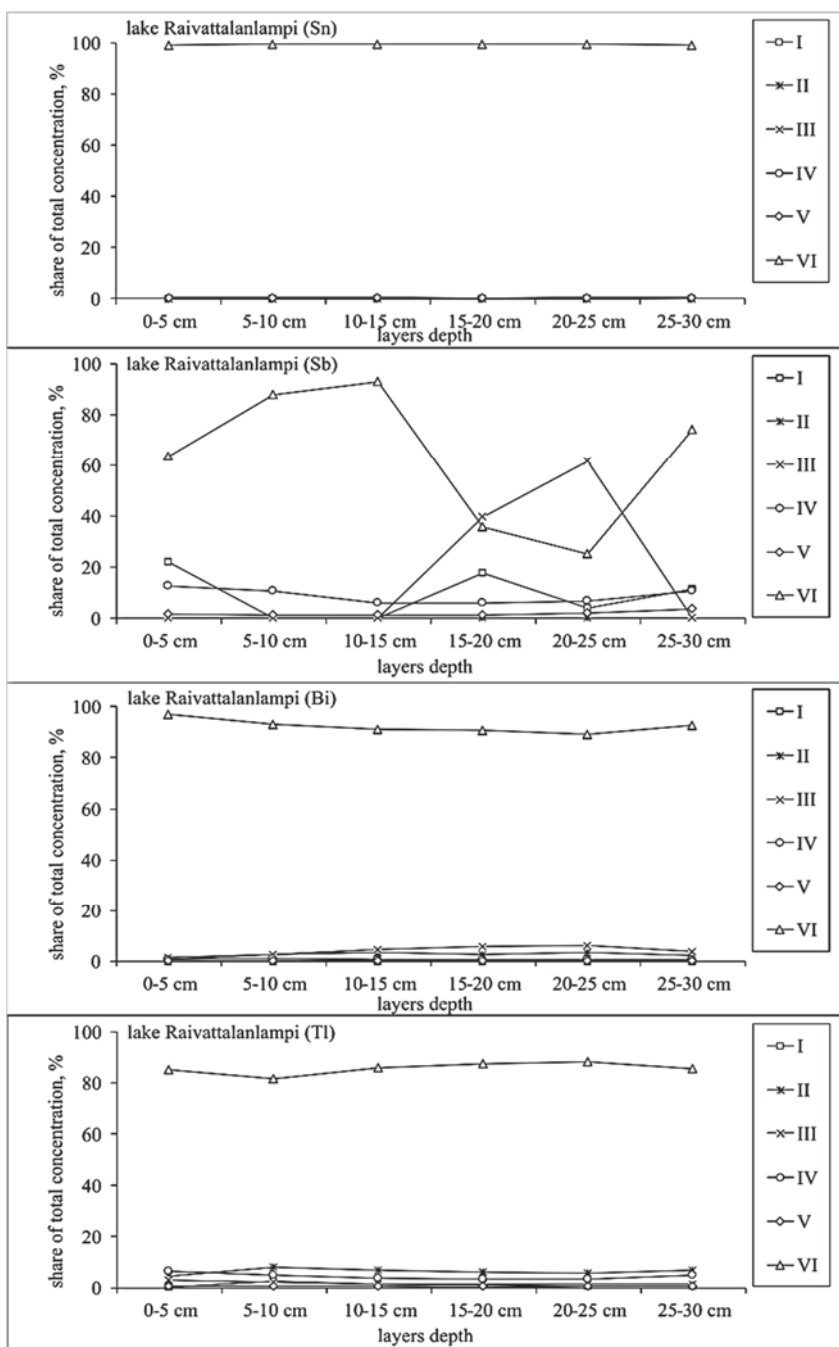 lake Raivattalanlampi (Sn)
share of total concentration, %
100
80
60
40
20
0
0-5 cm 5-10 cm 10-15 cm 15-20 cm 20-25 cm 25-30 cm
layers depth
I
II
III
IV
V
VI
lake Raivattalanlampi (Sb)
share of total concentration, %
100
80
60
40
20
0
0-5 cm 5-10 cm 10-15 cm 15-20 cm 20-25 cm 25-30 cm
layers depth
I
II
III
IV
V
VI
lake Raivattalanlampi (Bi)
share of total concentration, %
100
80
60
40
20
0
0-5 cm 5-10 cm 10-15 cm 15-20 cm 20-25 cm 25-30 cm
layers depth
I
II
III
IV
V
VI
lake Raivattalanlampi (Tl)
share of total concentration, %
100
80
60
40
20
0
0-5 cm 5-10 cm 10-15 cm 15-20 cm 20-25 cm 25-30 cm
layers depth
I
II
III
IV
V
VI